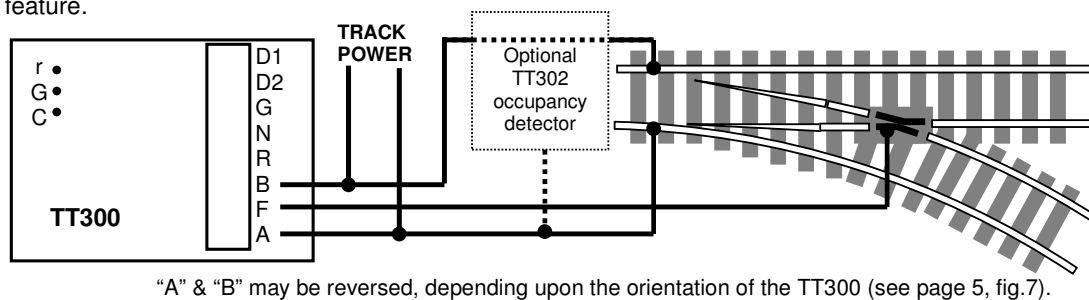 feature.
TRACK
POWER
Optional
TT302
occupancy
detector
r
G
C
D1
D2
G
N
R
B
F
A
TT300
“A” & “B” may be reversed, depending upon the orientation of the TT300 (see page 5, fig.7).